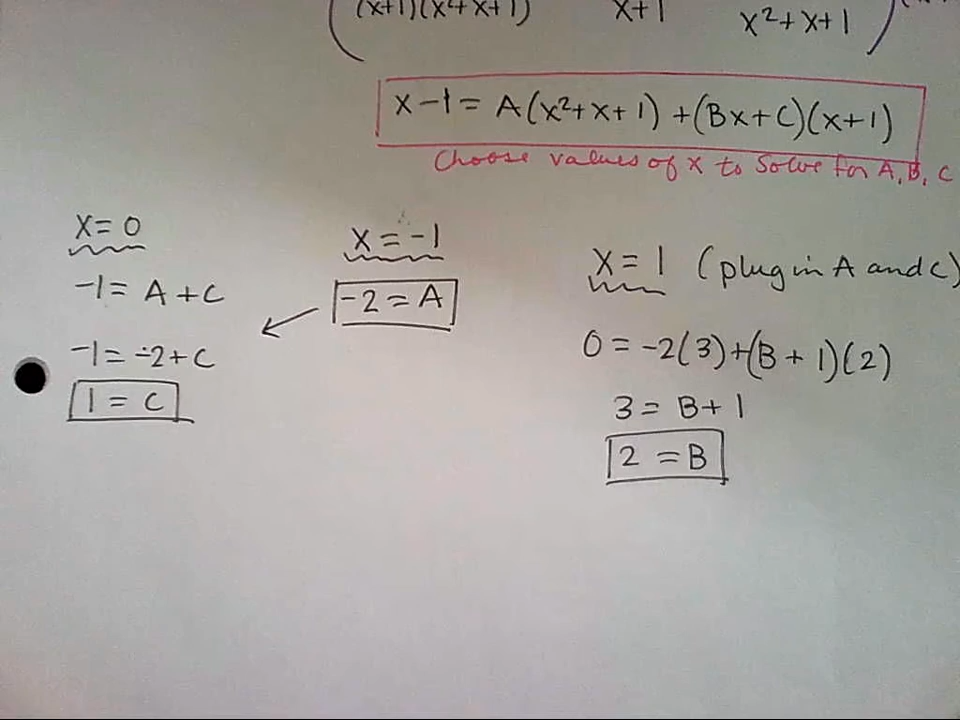 (x+1)(x²+x+1) x+1 x²+x+1
x-1 = A(x²+x+1) + (Bx+C)(x+1)
Choose values of x to solve for A, B, C
x = 0
-1 = A + C
-1 = -2 + C
1 = C
x = -1
-2 = A
x = 1 (plug in A and C)
0 = -2(3) + (B + 1)(2)
3 = B + 1
2 = B